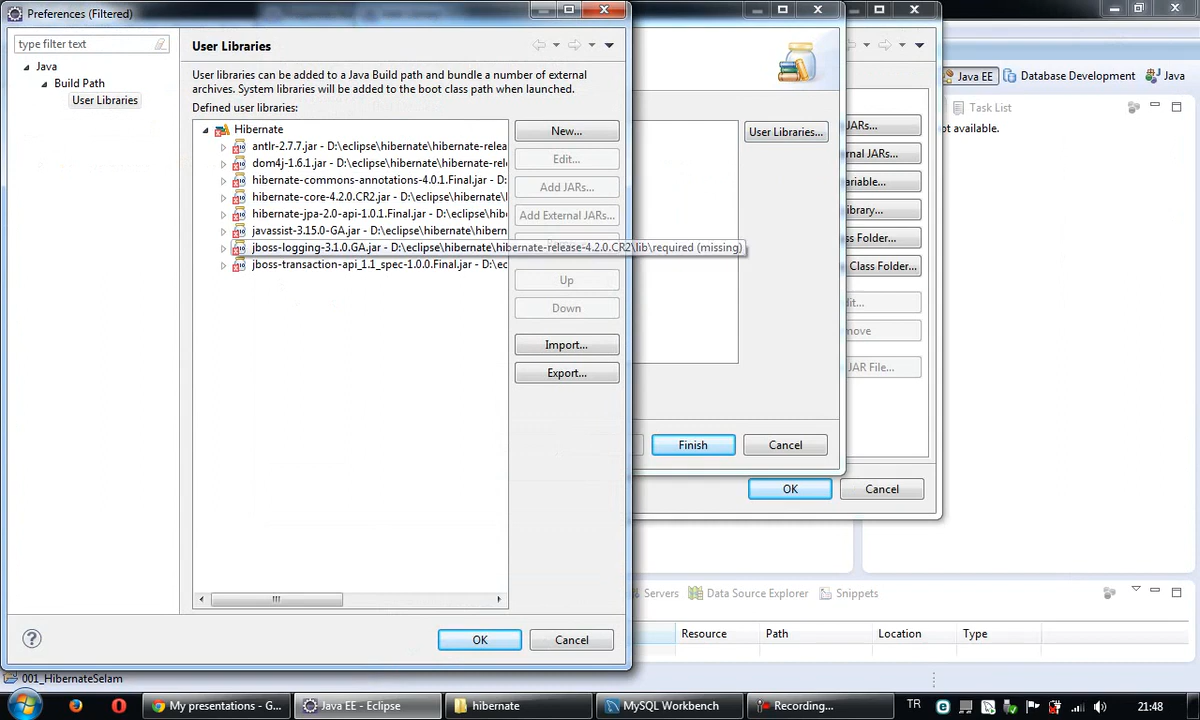 Preferences (Filtered)
type filter text
Java
Build Path
User Libraries
User Libraries
User libraries can be added to a Java Build path and bundle a number of external
archives. System libraries will be added to the boot class path when launched.
Defined user libraries:
Hibernate
antlr-2.7.7.jar - D:\eclipse\hibernate\hibernate-relea
dom4j-1.6.1.jar - D:\eclipse\hibernate\hibernate-rel
hibernate-commons-annotations-4.0.1.Final.jar - D:
hibernate-core-4.2.0.CR2.jar - D:\eclipse\hibernate\
hibernate-jpa-2.0-api-1.0.1.Final.jar - D:\eclipse\hib
javassist-3.15.0-GA.jar - D:\eclipse\hibernate\hibern
jboss-logging-3.1.0.GA.jar - D:\eclipse\hibernate\hibernate-release-4.2.0.CR2\lib\required (missing)
jboss-transaction-api_1.1_spec-1.0.0.Final.jar - D:\ec
New...
Edit...
Add JARs...
Add External JARs...
Up
Down
Import...
Export...
OK
Cancel
User Libraries...
Finish
Cancel
JARs...
rnal JARs...
ariable...
ibrary...
ss Folder...
Class Folder...
dit...
move
JAR File...
OK
Cancel
Java EE
Database Development
Java
Task List
ot available.
Servers
Data Source Explorer
Snippets
Resource
Path
Location
Type
001_HibernateSelam
My presentations - G...
Java EE - Eclipse
hibernate
MySQL Workbench
Recording...
TR
21:48